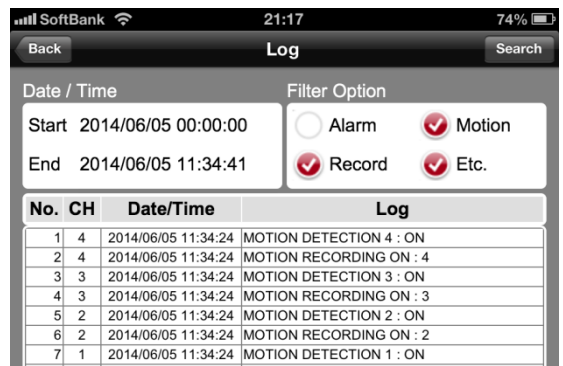 SoftBank 21:17 74%
Back Log Search
Date / Time Filter Option
Start 2014/06/05 00:00:00 Alarm Motion
End 2014/06/05 11:34:41 Record Etc.
No. CH Date/Time Log
1 4 2014/06/05 11:34:24 MOTION DETECTION 4 : ON
2 4 2014/06/05 11:34:24 MOTION RECORDING ON : 4
3 3 2014/06/05 11:34:24 MOTION DETECTION 3 : ON
4 3 2014/06/05 11:34:24 MOTION RECORDING ON : 3
5 2 2014/06/05 11:34:24 MOTION DETECTION 2 : ON
6 2 2014/06/05 11:34:24 MOTION RECORDING ON : 2
7 1 2014/06/05 11:34:24 MOTION DETECTION 1 : ON